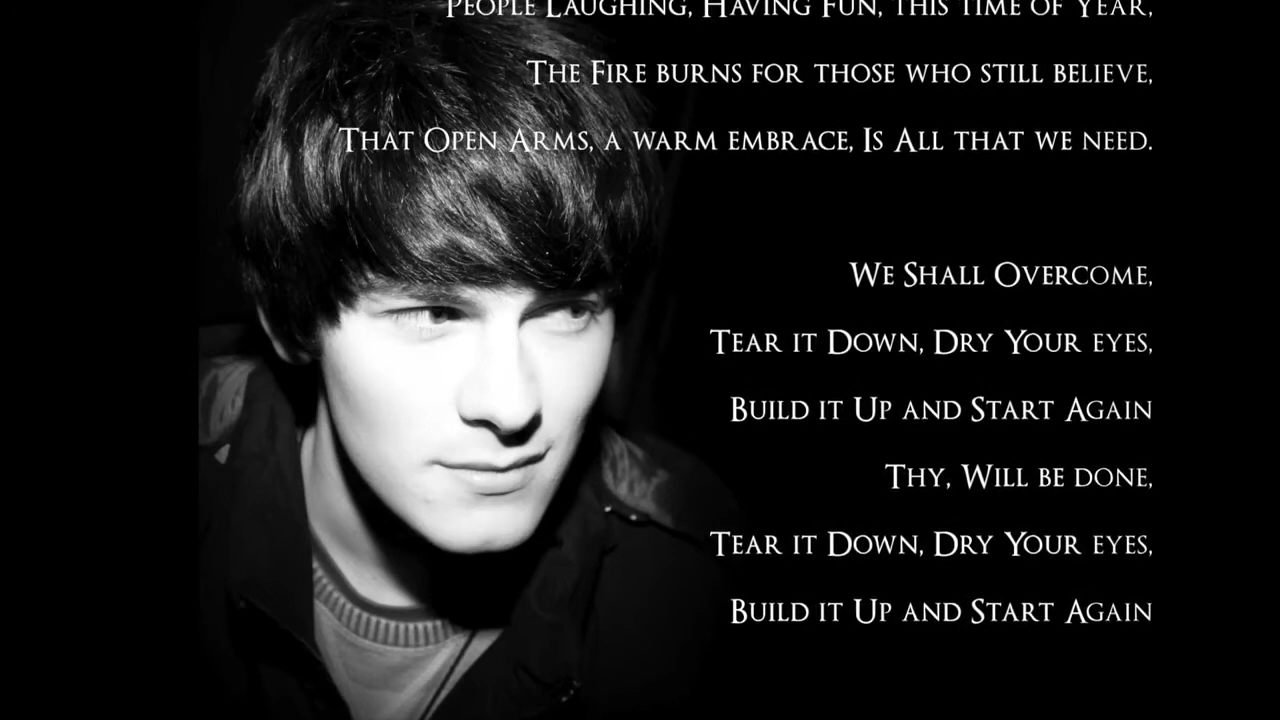 People Laughing, Having Fun, this time of Year,
The Fire burns for those who still believe,
That Open Arms, a warm embrace, Is All that we need.
We Shall Overcome,
Tear it Down, Dry Your eyes,
Build it Up and Start Again
Thy, Will be done,
Tear it Down, Dry Your eyes,
Build it Up and Start Again